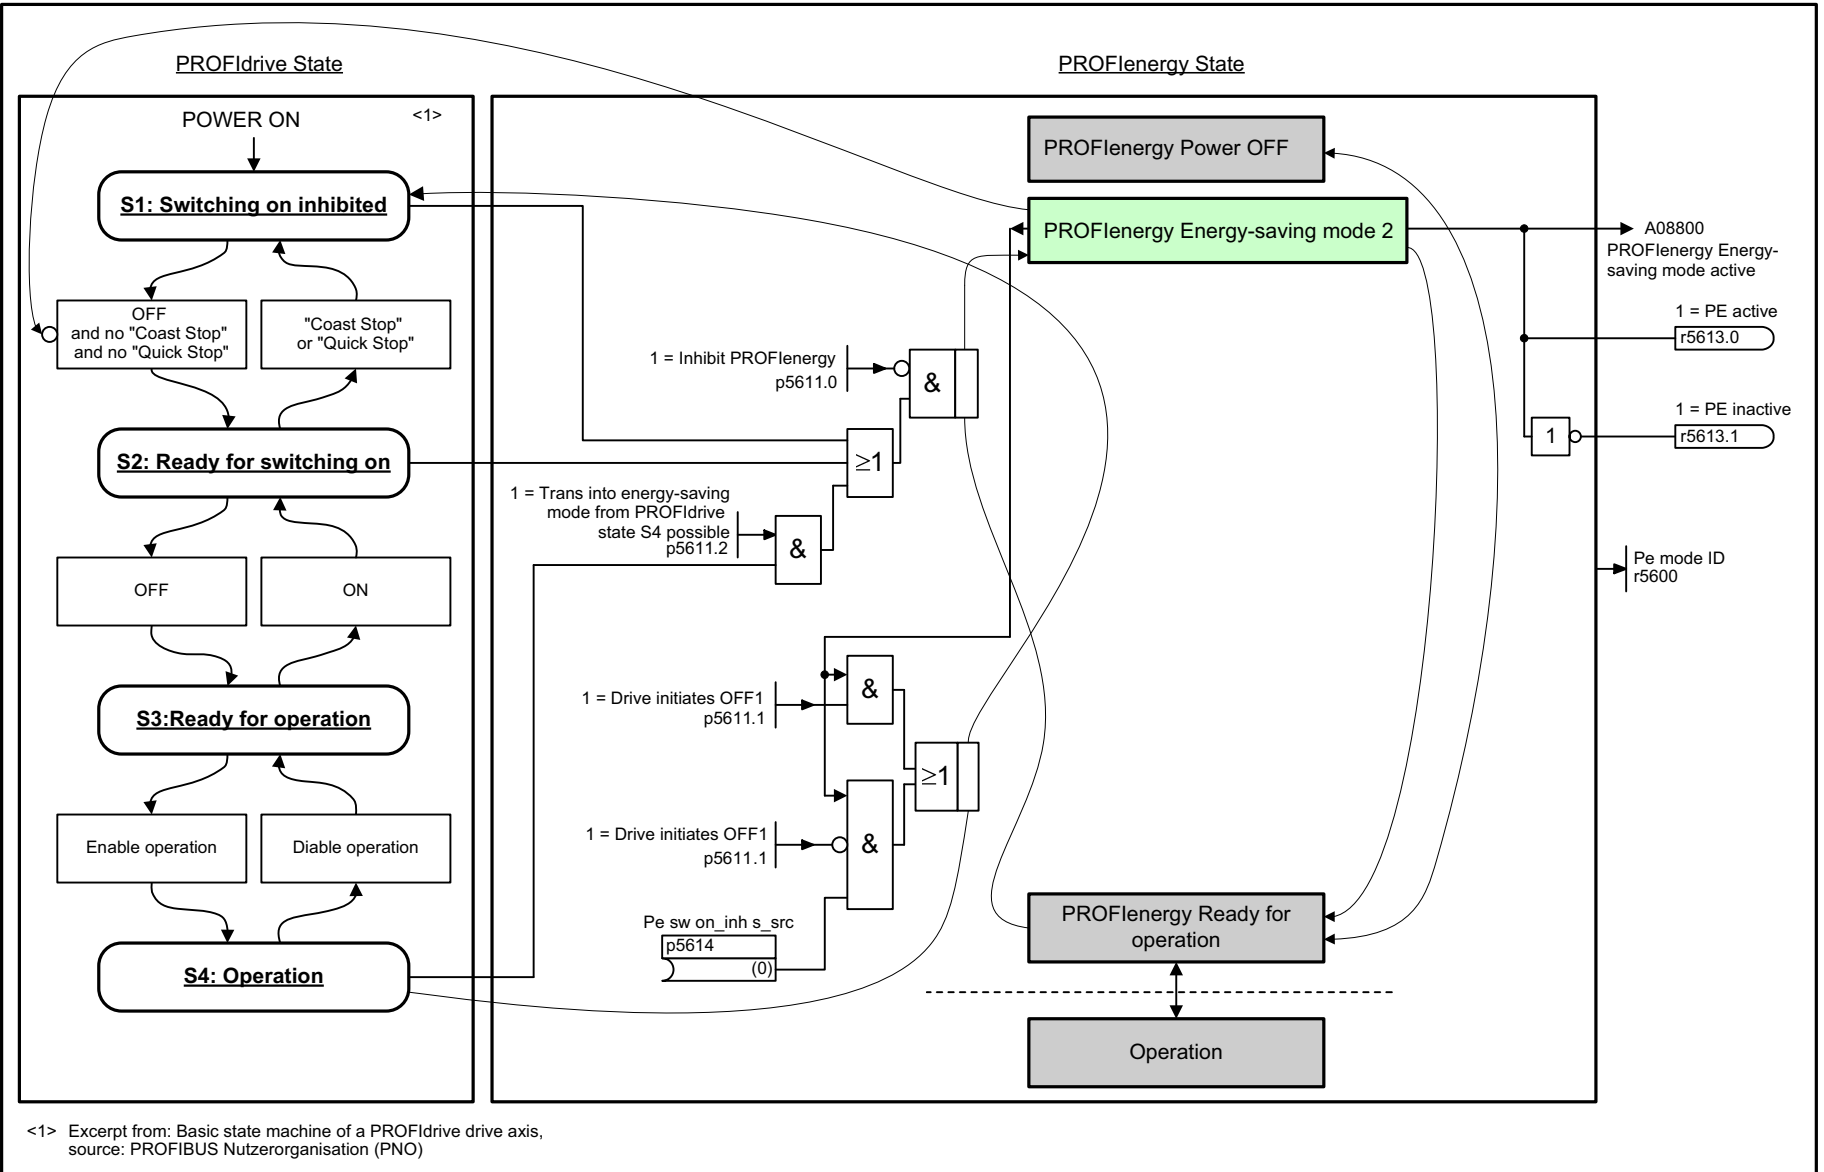 PROFIdrive State
PROFIenergy State
POWER ON
<1>
S1: Switching on inhibited
OFF
and no "Coast Stop"
and no "Quick Stop"
"Coast Stop"
or "Quick Stop"
S2: Ready for switching on
OFF
ON
S3:Ready for operation
Enable operation
Diable operation
S4: Operation
1 = Inhibit PROFIenergy
p5611.0
&
≥1
1 = Trans into energy-saving
mode from PROFIdrive
state S4 possible
p5611.2
&
1 = Drive initiates OFF1
p5611.1
&
≥1
1 = Drive initiates OFF1
p5611.1
&
Pe sw on_inh s_src
p5614
(0)
PROFIenergy Power OFF
PROFIenergy Energy-saving mode 2
PROFIenergy Ready for
operation
Operation
A08800
PROFIenergy Energy-
saving mode active
1 = PE active
r5613.0
1 = PE inactive
1
r5613.1
Pe mode ID
r5600
<1> Excerpt from: Basic state machine of a PROFIdrive drive axis,
source: PROFIBUS Nutzerorganisation (PNO)